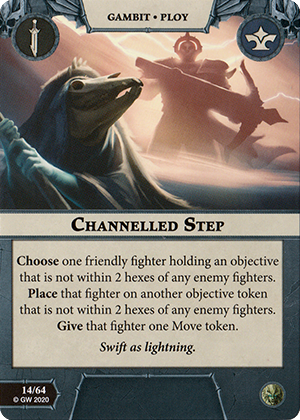 GAMBIT • PLOY
CHANNELLED STEP
Choose one friendly fighter holding an objective
that is not within 2 hexes of any enemy fighters.
Place that fighter on another objective token
that is not within 2 hexes of any enemy fighters.
Give that fighter one Move token.
Swift as lightning.
14/64
© GW 2020